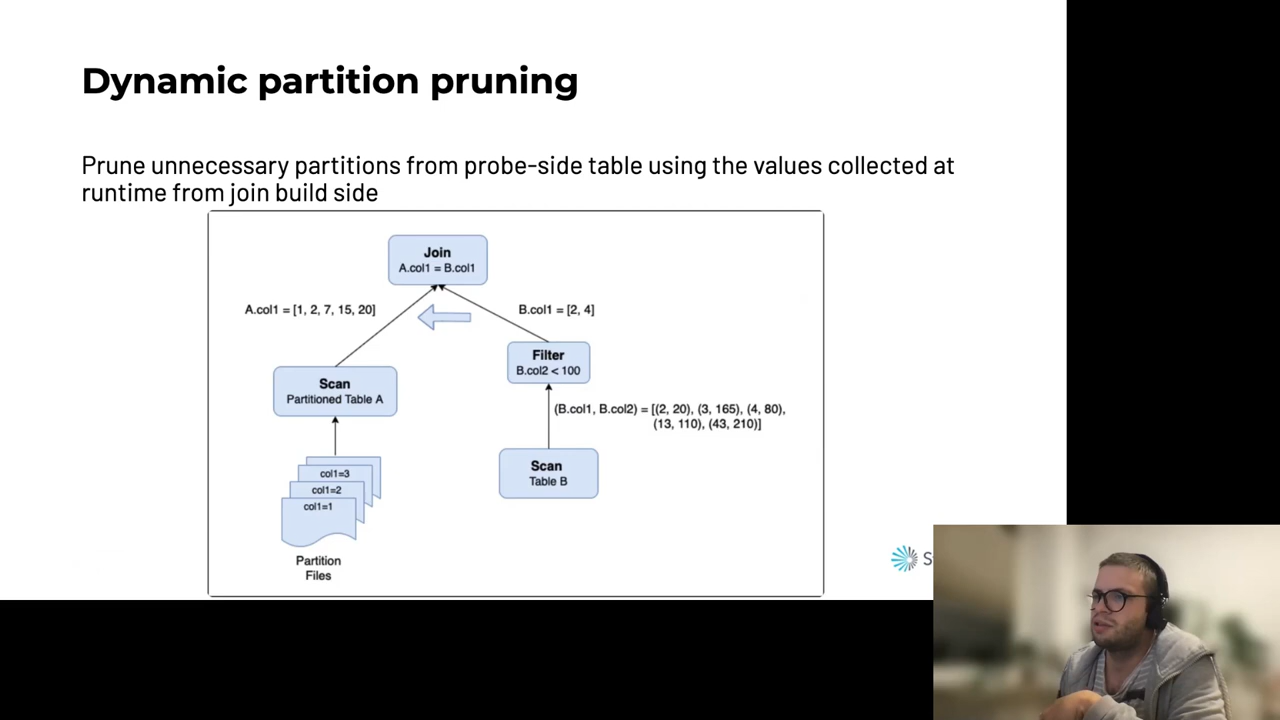 Dynamic partition pruning
Prune unnecessary partitions from probe-side table using the values collected at
runtime from join build side
Join
A.col1 = B.col1
A.col1 = [1, 2, 7, 15, 20]
B.col1 = [2, 4]
Filter
B.col2 < 100
Scan
Partitioned Table A
(B.col1, B.col2) = [(2, 20), (3, 165), (4, 80),
(13, 110), (43, 210)]
Scan
Table B
col1=3
col1=2
col1=1
Partition
Files